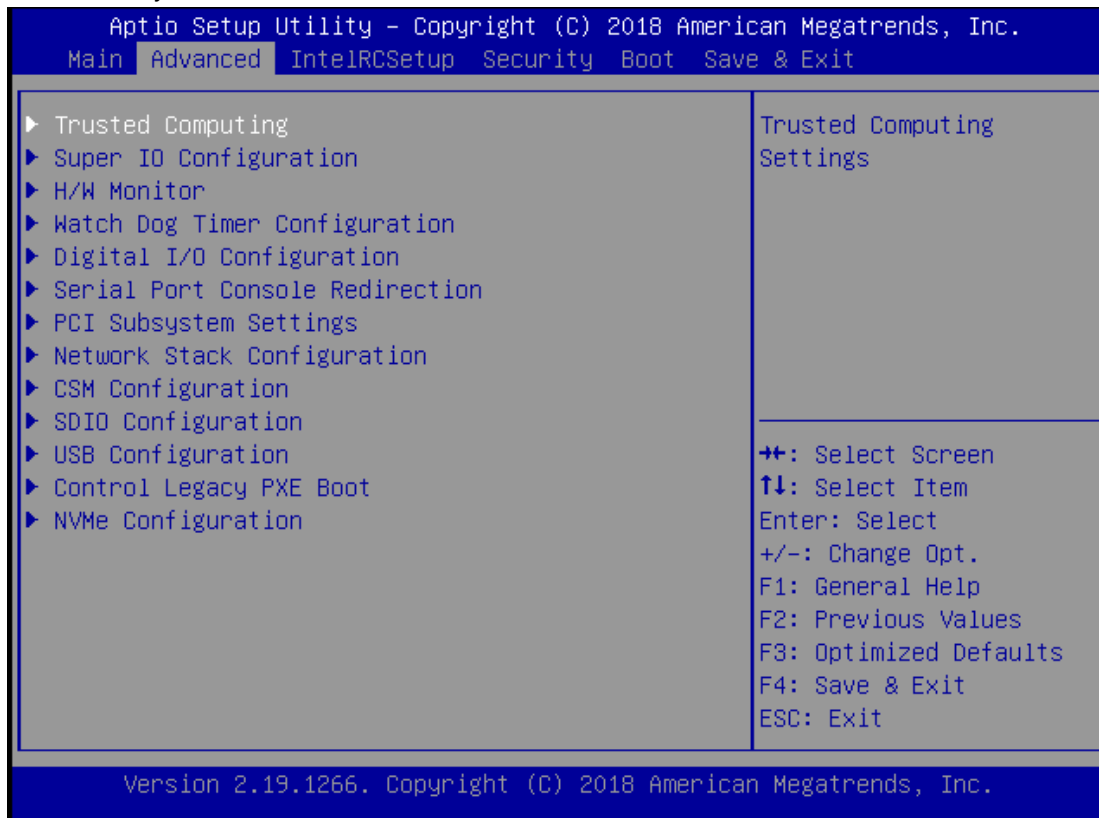 Aptio Setup Utility – Copyright (C) 2018 American Megatrends, Inc.
Main Advanced IntelRCSetup Security Boot Save & Exit
▶ Trusted Computing
▶ Super IO Configuration
▶ H/W Monitor
▶ Watch Dog Timer Configuration
▶ Digital I/O Configuration
▶ Serial Port Console Redirection
▶ PCI Subsystem Settings
▶ Network Stack Configuration
▶ CSM Configuration
▶ SDIO Configuration
▶ USB Configuration
▶ Control Legacy PXE Boot
▶ NVMe Configuration
Trusted Computing
Settings
→←: Select Screen
↑↓: Select Item
Enter: Select
+/-: Change Opt.
F1: General Help
F2: Previous Values
F3: Optimized Defaults
F4: Save & Exit
ESC: Exit
Version 2.19.1266. Copyright (C) 2018 American Megatrends, Inc.